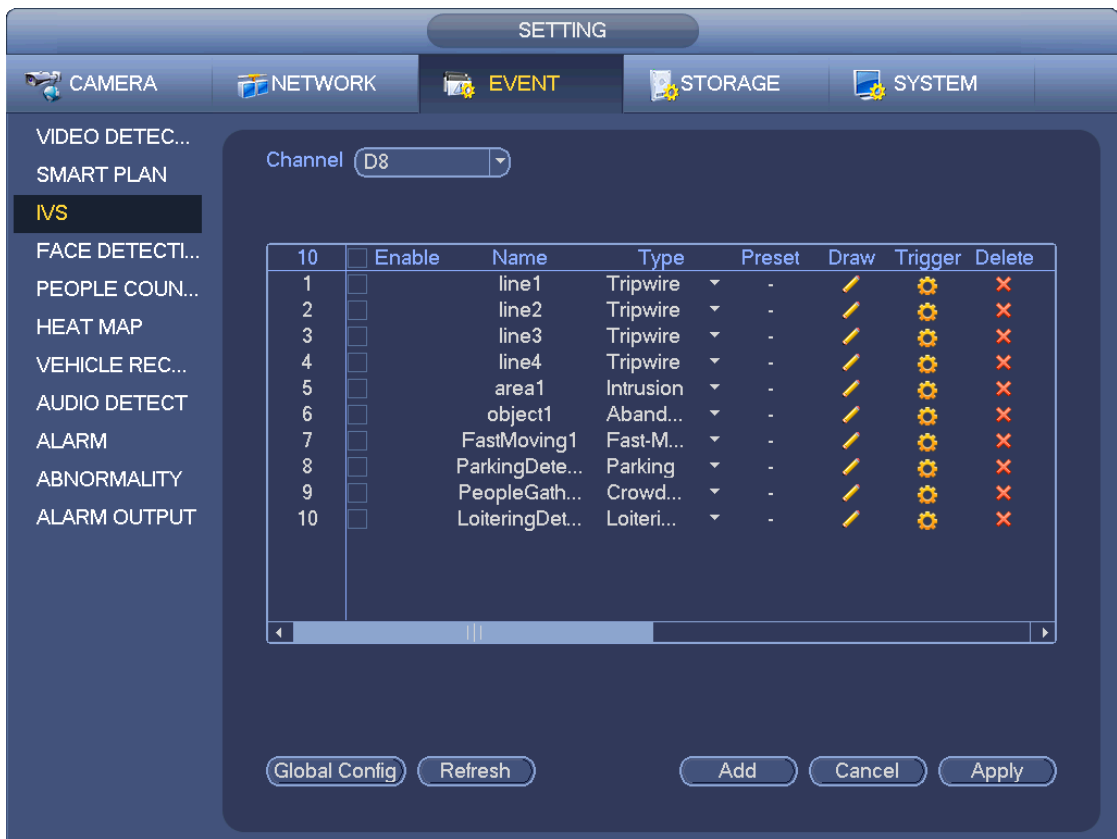 SETTING
CAMERA NETWORK EVENT STORAGE SYSTEM
VIDEO DETEC...
SMART PLAN
IVS
FACE DETECTI...
PEOPLE COUN...
HEAT MAP
VEHICLE REC...
AUDIO DETECT
ALARM
ABNORMALITY
ALARM OUTPUT
Channel D8
10 Enable Name Type Preset Draw Trigger Delete
1 line1 Tripwire -
2 line2 Tripwire -
3 line3 Tripwire -
4 line4 Tripwire -
5 area1 Intrusion -
6 object1 Aband... -
7 FastMoving1 Fast-M... -
8 ParkingDete... Parking -
9 PeopleGath... Crowd... -
10 LoiteringDet... Loiteri... -
Global Config Refresh Add Cancel Apply